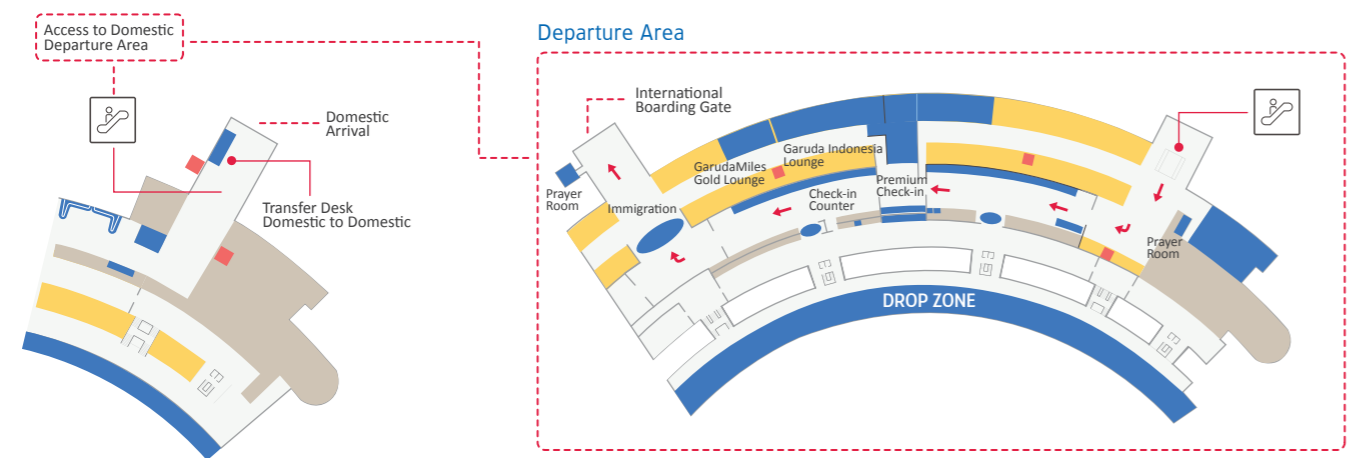 Access to Domestic
Departure Area
Domestic
Arrival
Transfer Desk
Domestic to Domestic
Departure Area
International
Boarding Gate
Prayer
Room
Immigration
GarudaMiles
Gold Lounge
Garuda Indonesia
Lounge
Check-in
Counter
Premium
Check-in
Prayer
Room
DROP ZONE